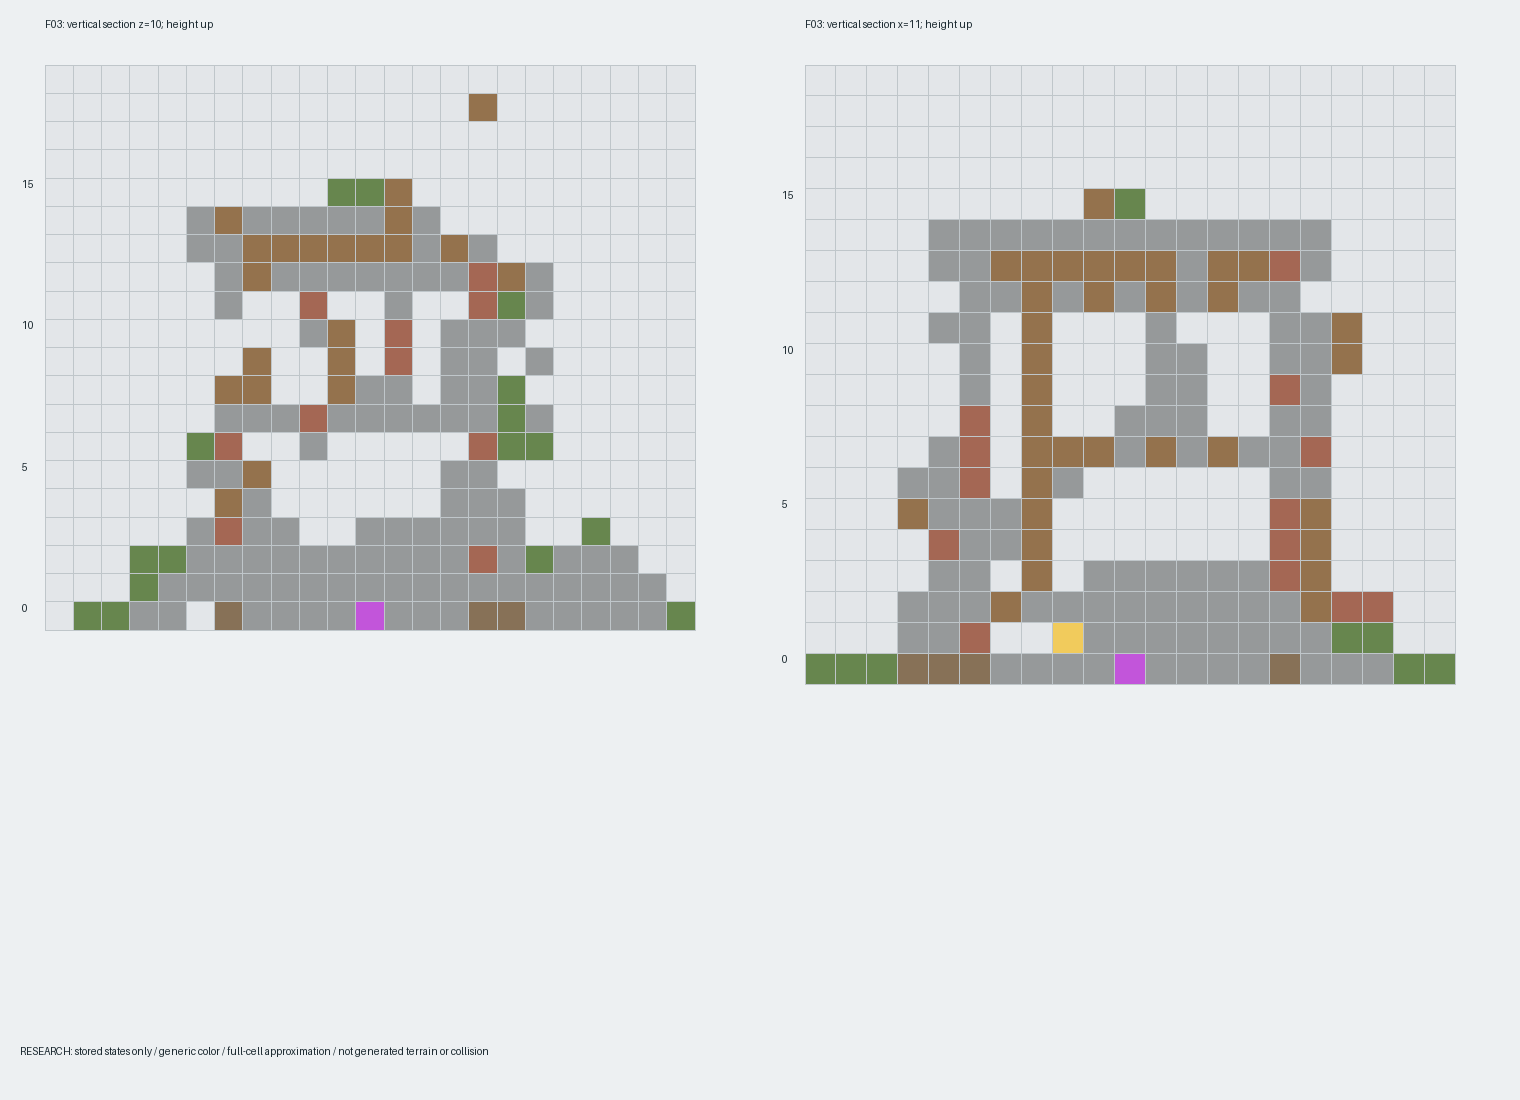 F03: vertical section z=10; height up
F03: vertical section x=11; height up
15
10
5
0
15
10
5
0
RESEARCH: stored states only / generic color / full-cell approximation / not generated terrain or collision